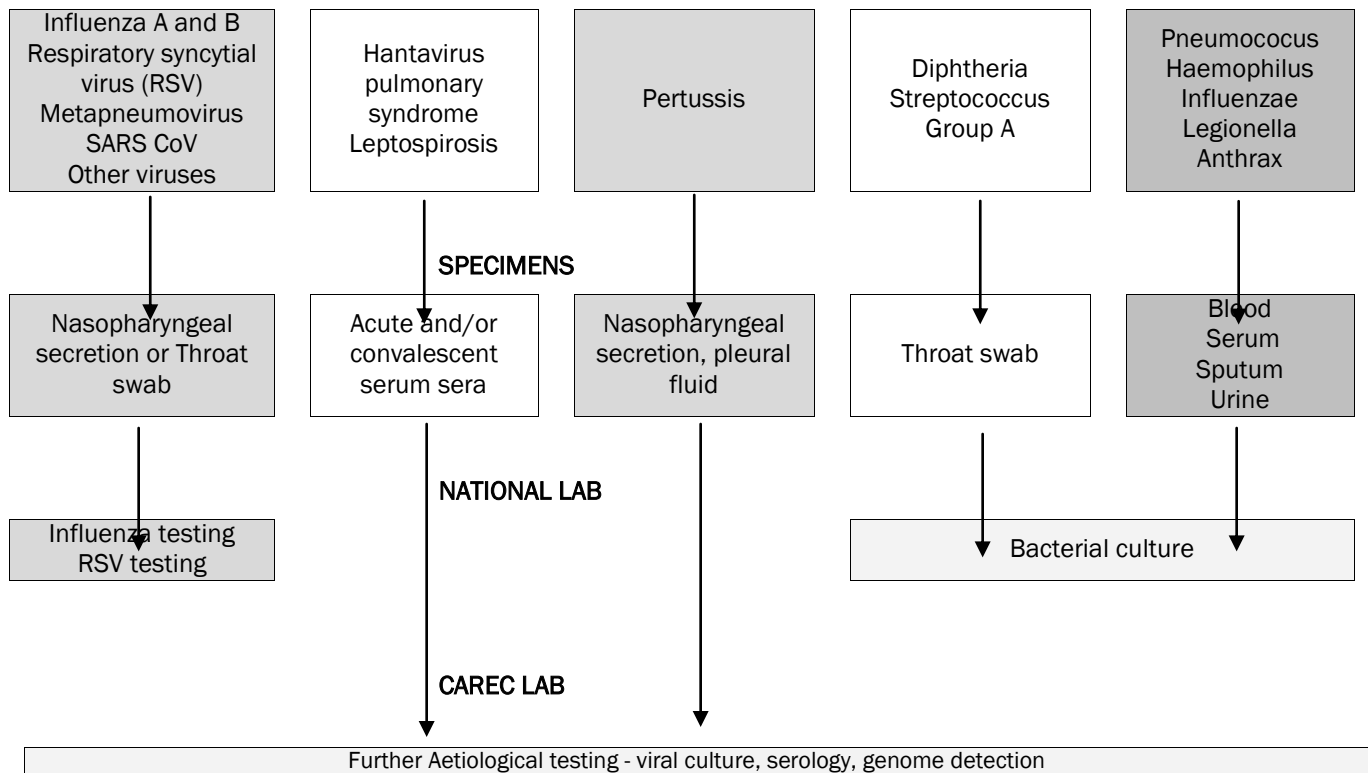 Influenza A and B
Respiratory syncytial
virus (RSV)
Metapneumovirus
SARS CoV
Other viruses
Hantavirus
pulmonary
syndrome
Leptospirosis
Pertussis
Diphtheria
Streptococcus
Group A
Pneumococus
Haemophilus
Influenzae
Legionella
Anthrax
SPECIMENS
Nasopharyngeal
secretion or Throat
swab
Acute and/or
convalescent
serum sera
Nasopharyngeal
secretion, pleural
fluid
Throat swab
Blood
Serum
Sputum
Urine
NATIONAL LAB
Influenza testing
RSV testing
Bacterial culture
CAREC LAB
Further Aetiological testing - viral culture, serology, genome detection